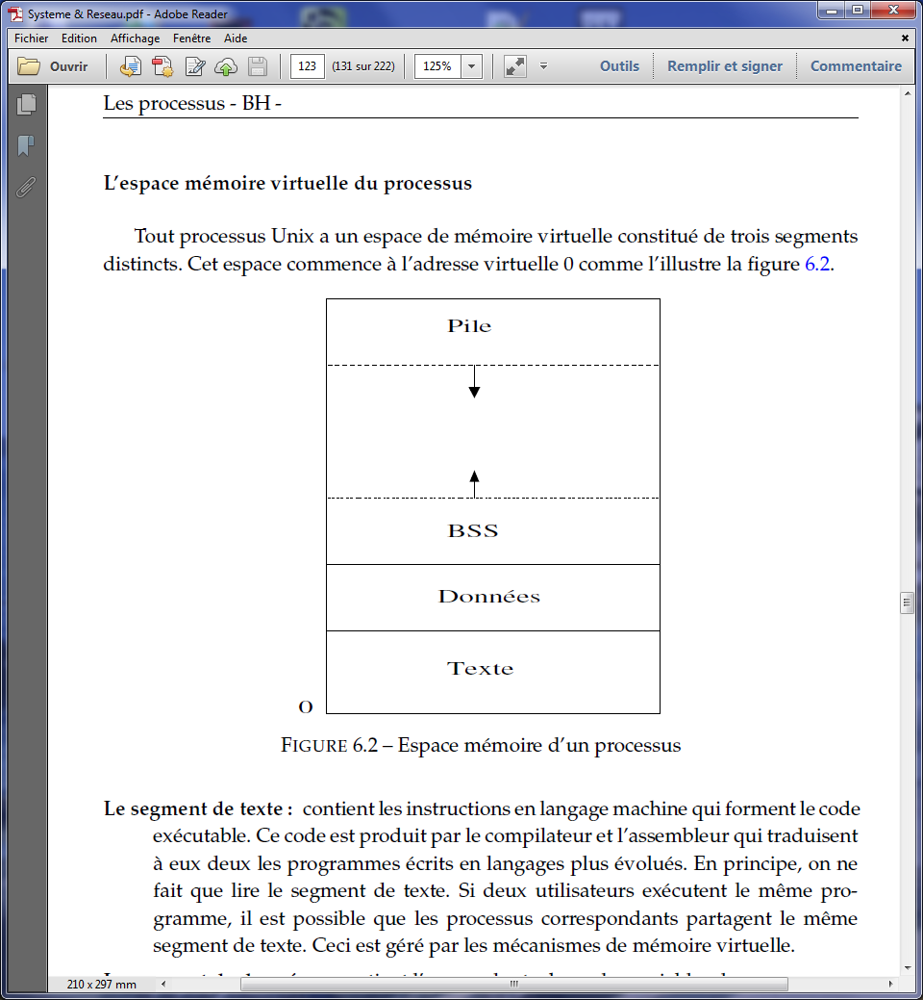 Systeme & Reseau.pdf - Adobe Reader
Fichier Edition Affichage Fenêtre Aide
Ouvrir 123 (131 sur 222) 125% Outils Remplir et signer Commentaire
Les processus - BH -
L'espace mémoire virtuelle du processus
Tout processus Unix a un espace de mémoire virtuelle constitué de trois segments
distincts. Cet espace commence à l'adresse virtuelle 0 comme l'illustre la figure 6.2.
Pile
BSS
Données
Texte
0
FIGURE 6.2 – Espace mémoire d'un processus
Le segment de texte : contient les instructions en langage machine qui forment le code
exécutable. Ce code est produit par le compilateur et l'assembleur qui traduisent
à eux deux les programmes écrits en langages plus évolués. En principe, on ne
fait que lire le segment de texte. Si deux utilisateurs exécutent le même pro-
gramme, il est possible que les processus correspondants partagent le même
segment de texte. Ceci est géré par les mécanismes de mémoire virtuelle.
210 x 297 mm